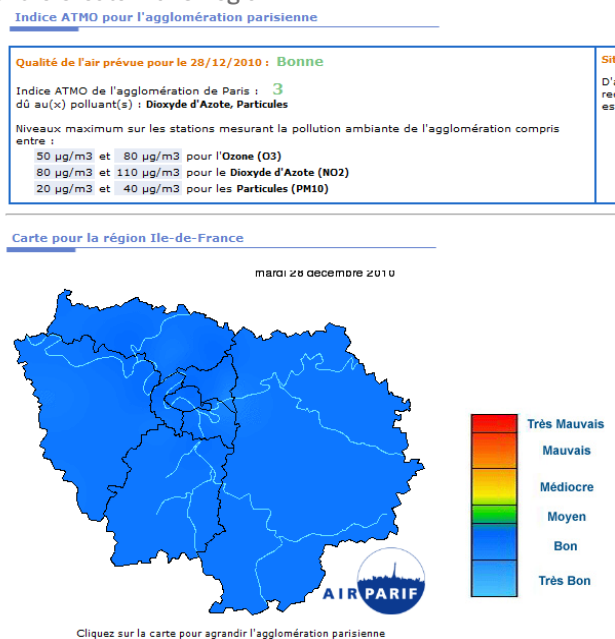 Indice ATMO pour l'agglomération parisienne
Qualité de l'air prévue pour le 28/12/2010 : Bonne
Indice ATMO de l'agglomération de Paris : 3
dû au(x) polluant(s) : Dioxyde d'Azote, Particules
Niveaux maximum sur les stations mesurant la pollution ambiante de l'agglomération compris
entre :
50 µg/m3 et 80 µg/m3 pour l'Ozone (O3)
80 µg/m3 et 110 µg/m3 pour le Dioxyde d'Azote (NO2)
20 µg/m3 et 40 µg/m3 pour les Particules (PM10)
Carte pour la région Ile-de-France
mardi 28 décembre 2010
Très Mauvais
Mauvais
Médiocre
Moyen
Bon
Très Bon
AIRPARIF
Cliquez sur la carte pour agrandir l'agglomération parisienne